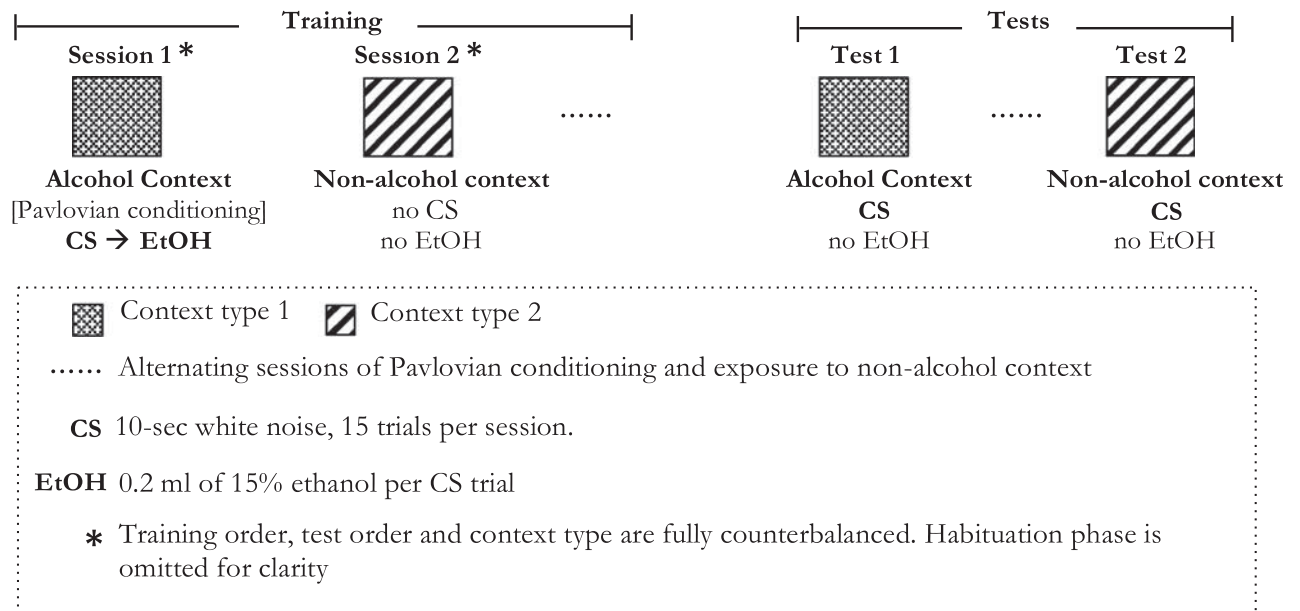 Training
Tests
Session 1 *
Session 2 *
Test 1
Test 2
......
......
Alcohol Context
Non-alcohol context
Alcohol Context
Non-alcohol context
[Pavlovian conditioning]
no CS
CS
CS
CS → EtOH
no EtOH
no EtOH
no EtOH
Context type 1
Context type 2
...... Alternating sessions of Pavlovian conditioning and exposure to non-alcohol context
CS 10-sec white noise, 15 trials per session.
EtOH 0.2 ml of 15% ethanol per CS trial
* Training order, test order and context type are fully counterbalanced. Habituation phase is
omitted for clarity